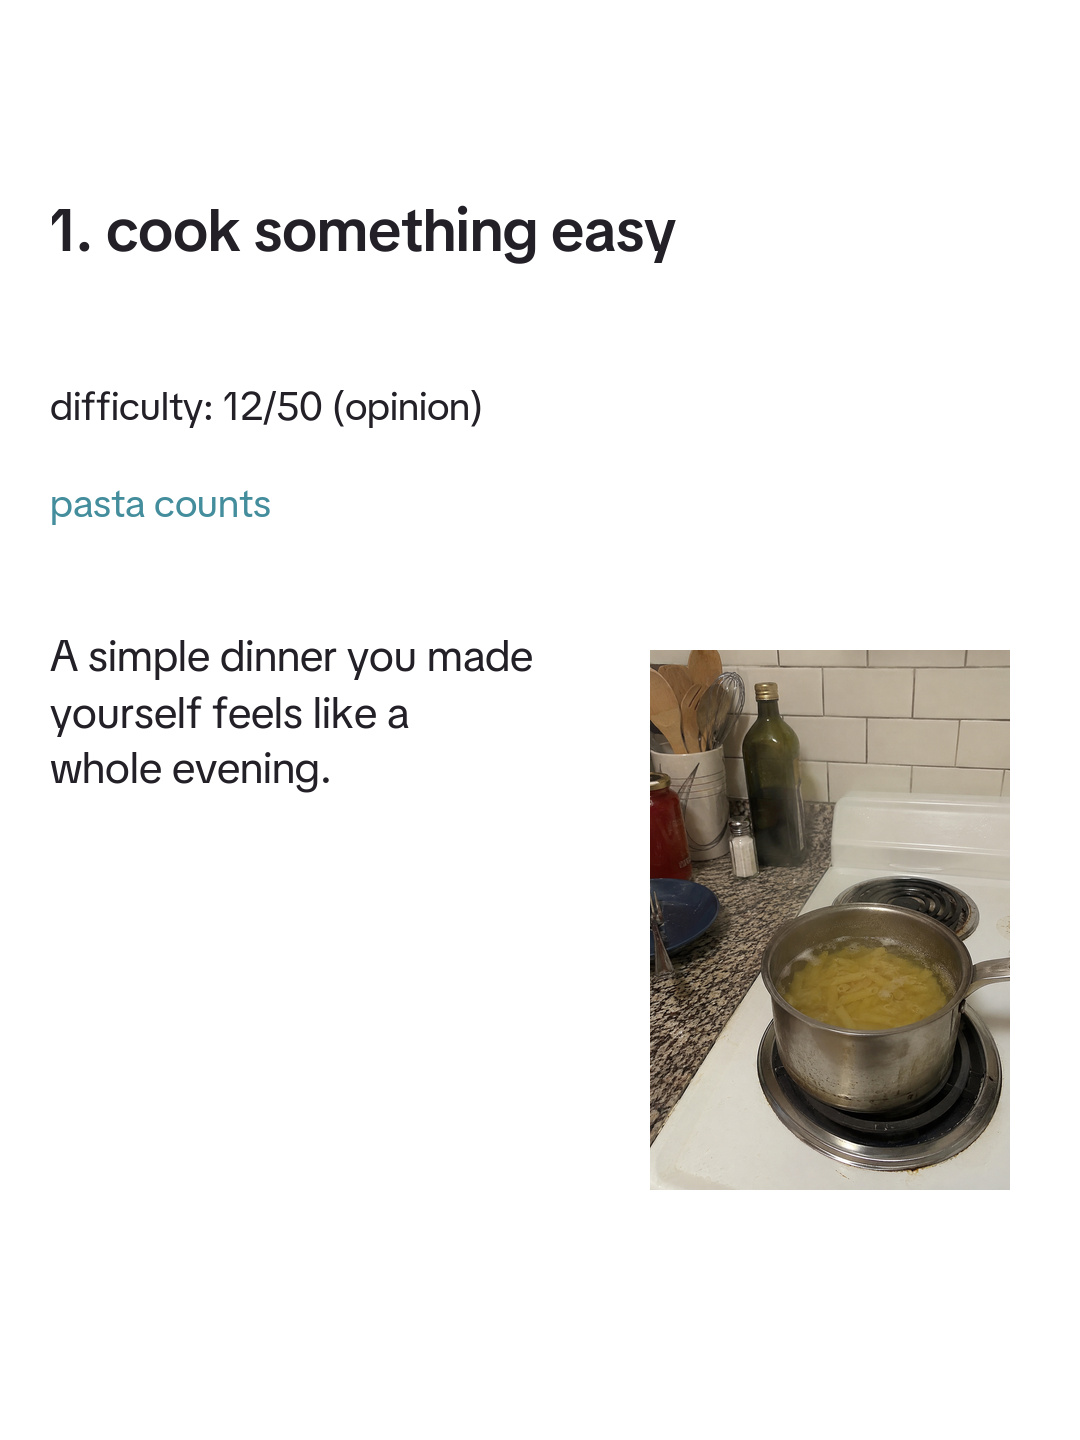 1. cook something easy
difficulty: 12/50 (opinion)
pasta counts
A simple dinner you made
yourself feels like a
whole evening.